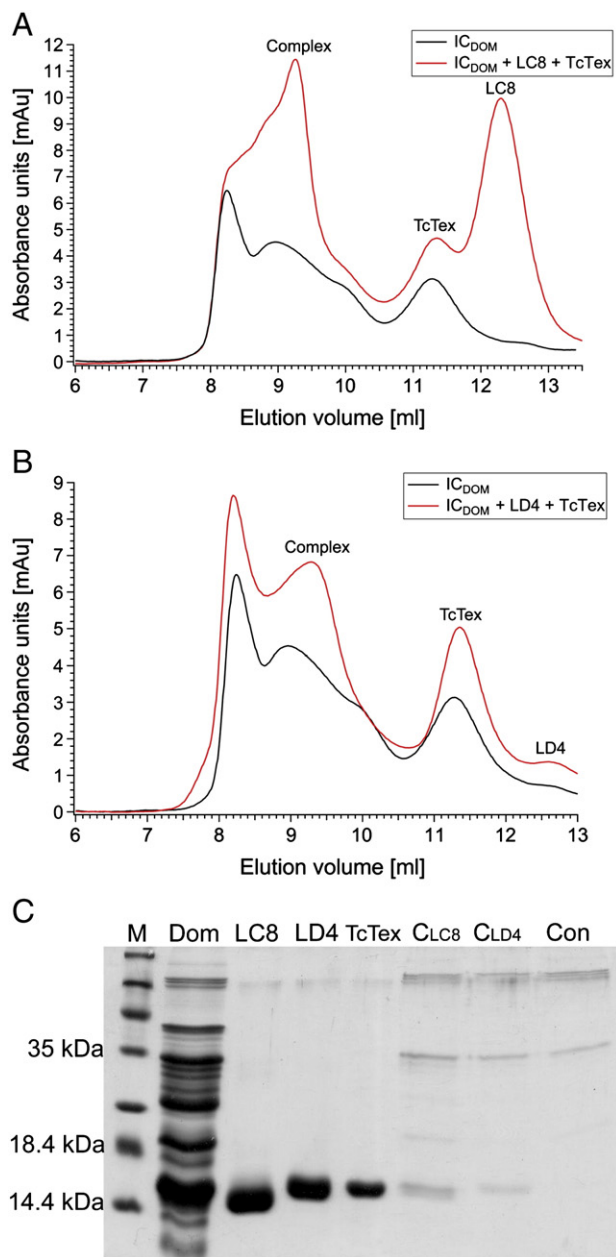 A
12
11
10
9
8
7
6
5
4
3
2
1
0
Absorbance units [mAu]
Complex
TcTex
LC8
IC_DOM
IC_DOM + LC8 + TcTex
6 7 8 9 10 11 12 13
Elution volume [ml]
B
9
8
7
6
5
4
3
2
1
0
Absorbance units [mAu]
Complex
TcTex
LD4
IC_DOM
IC_DOM + LD4 + TcTex
6 7 8 9 10 11 12 13
Elution volume [ml]
C
M Dom LC8 LD4 TcTex C_LC8 C_LD4 Con
35 kDa
18.4 kDa
14.4 kDa